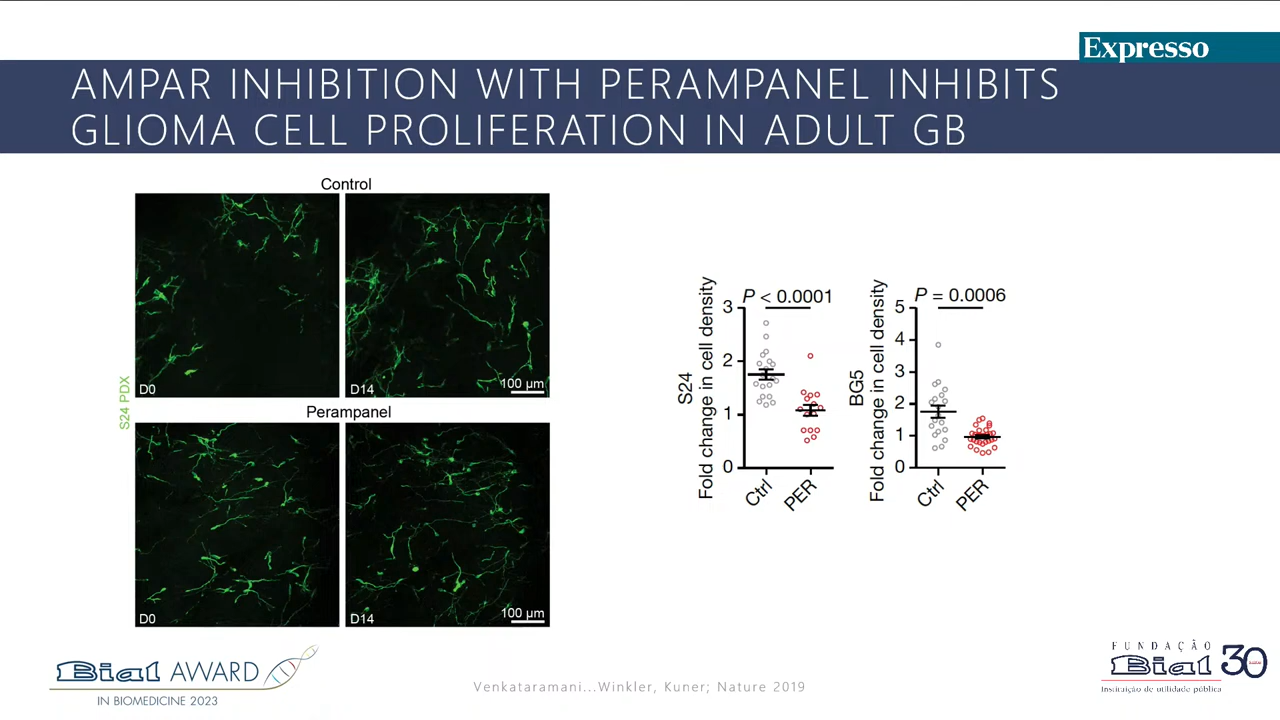 Expresso
AMPAR INHIBITION WITH PERAMPANEL INHIBITS
GLIOMA CELL PROLIFERATION IN ADULT GB
Control
D0
D14
100 µm
S24 PDX
Perampanel
D0
D14
100 µm
S24
Fold change in cell density
P < 0.0001
3
2
1
0
Ctrl
PER
BG5
Fold change in cell density
P = 0.0006
5
4
3
2
1
0
Ctrl
PER
Bial AWARD
IN BIOMEDICINE 2023
Venkataramani...Winkler, Kuner; Nature 2019
FUNDAÇÃO
Bial 30
Instituição de utilidade pública